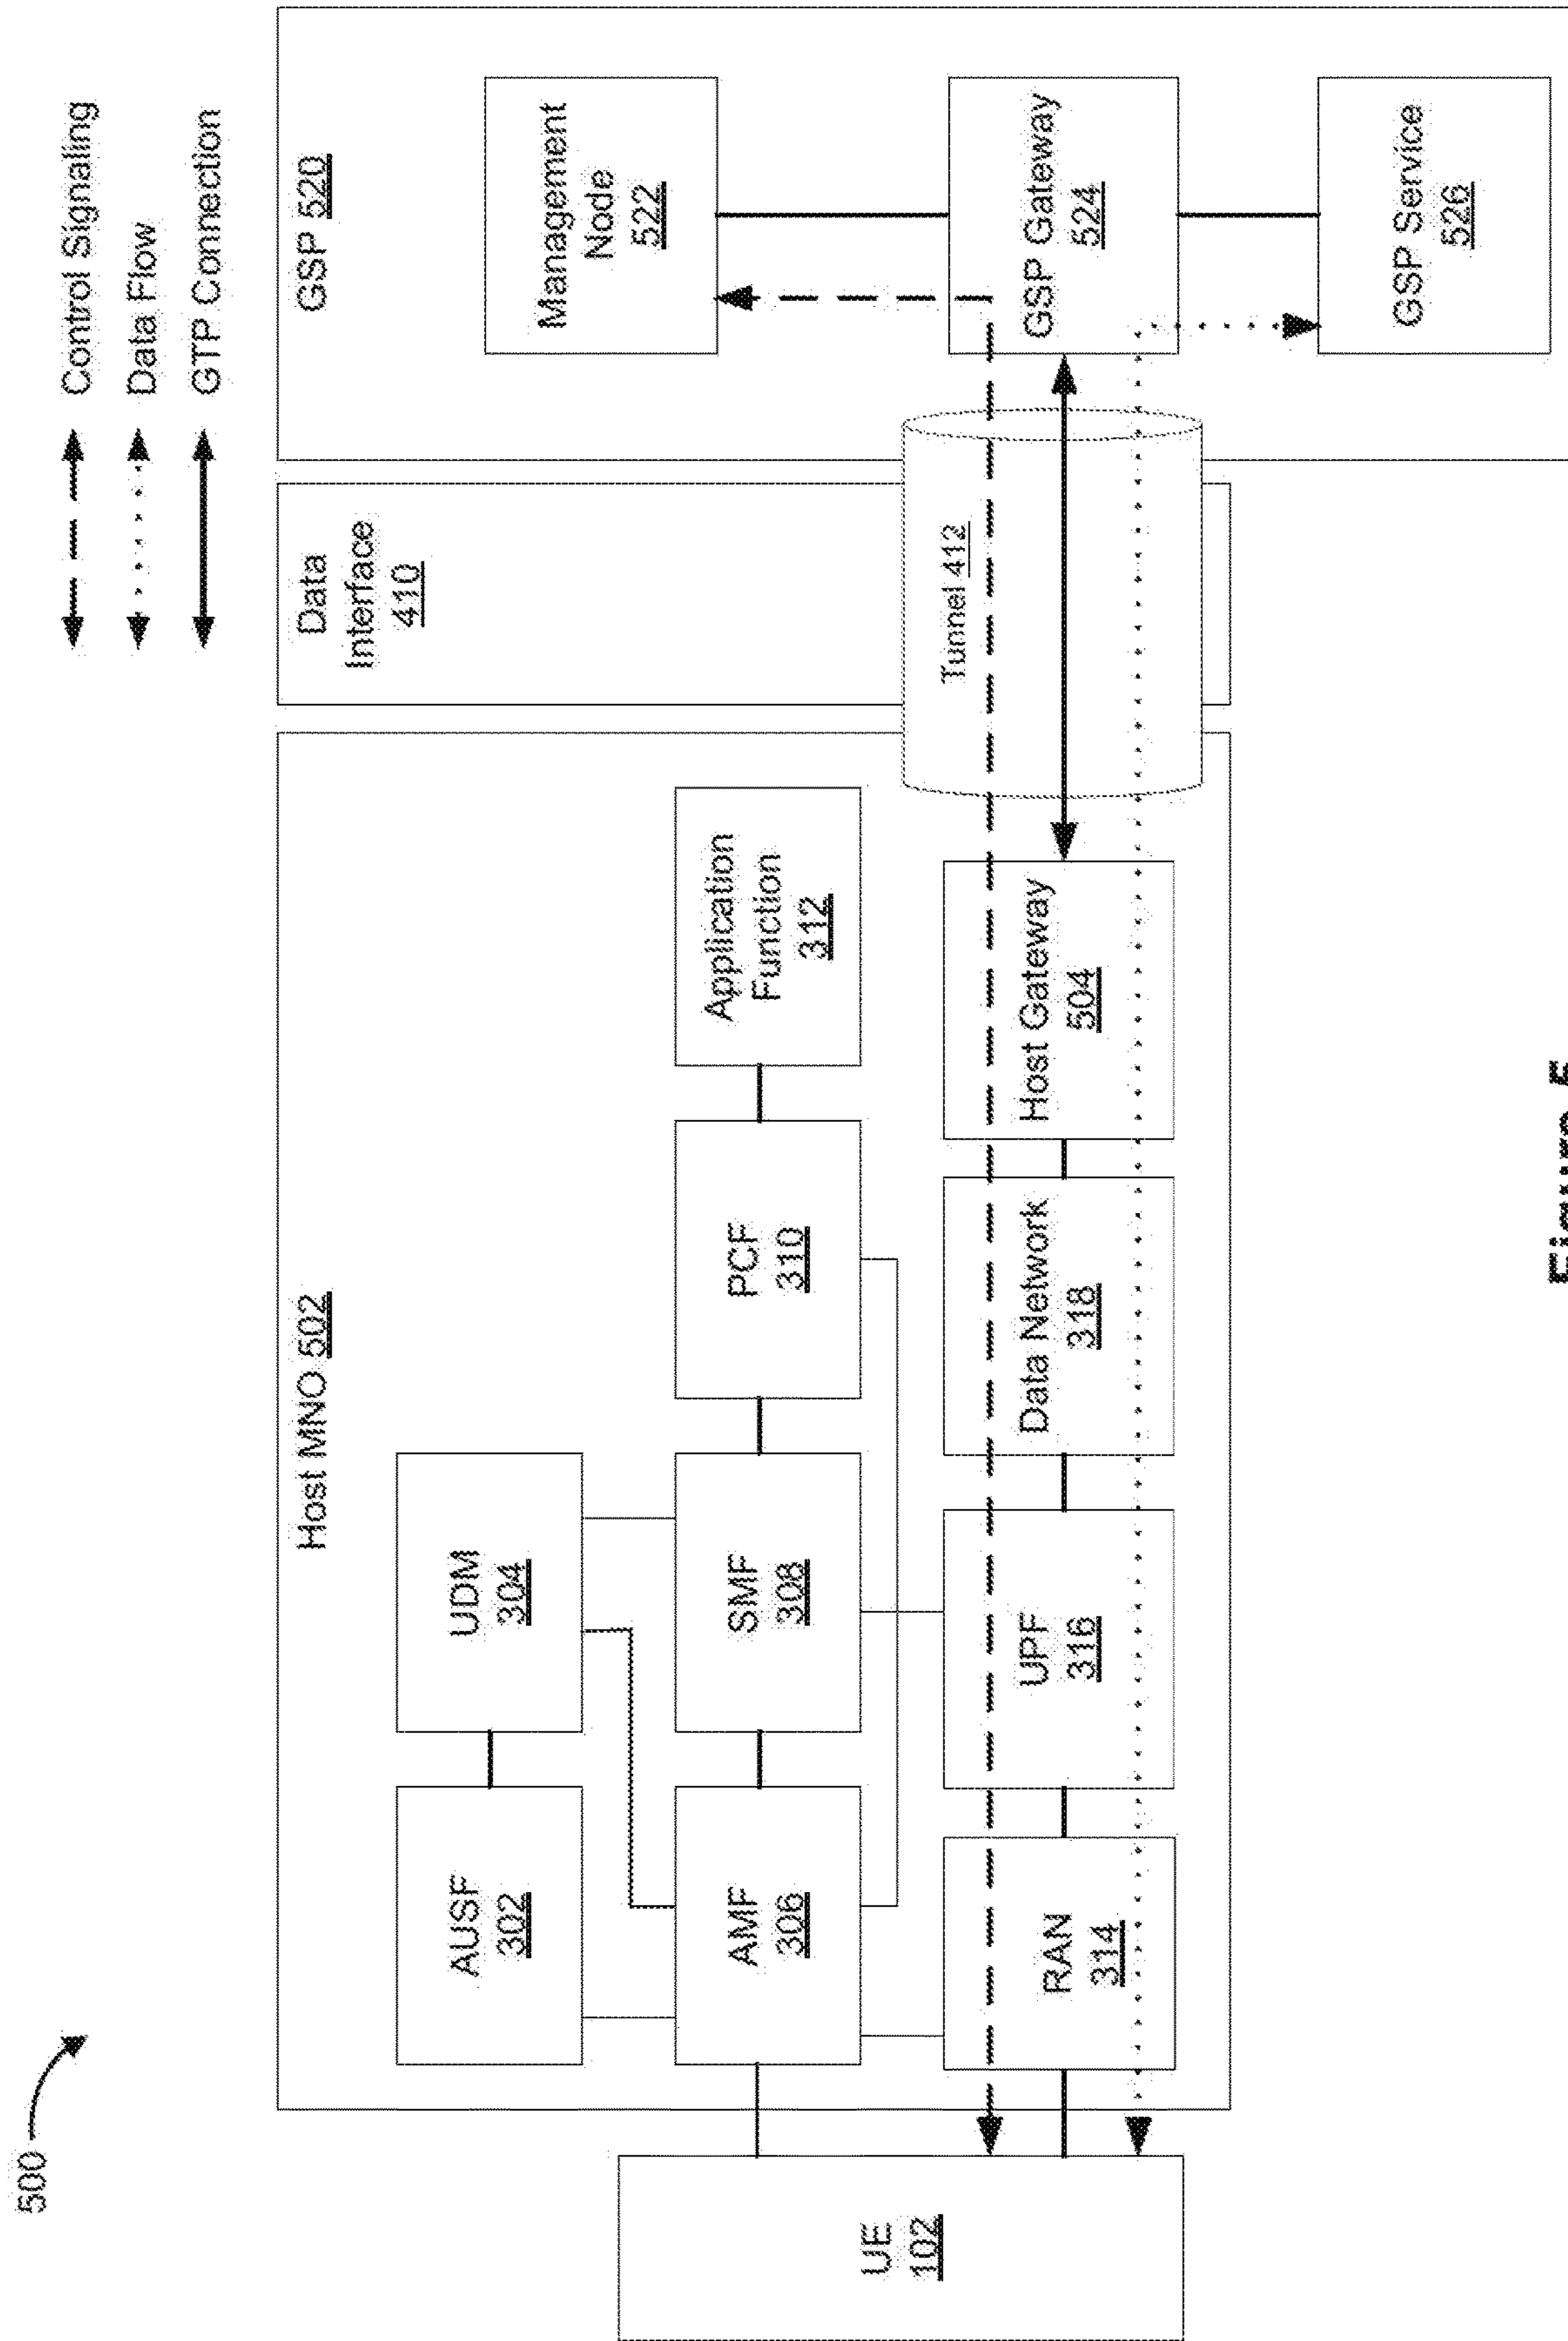 500
Control Signaling
Data Flow
GTP Connection
Host MNO 502
AUSF
302
UDM
304
AMF
306
SMF
308
PCF
310
Application
Function
312
UE
102
RAN
314
UPF
316
Data Network
318
Host Gateway
504
Data
Interface
410
Tunnel 412
GSP 520
Management
Node
522
GSP Gateway
524
GSP Service
526
Figure 5